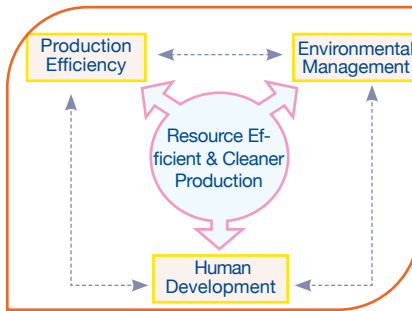 Production
Efficiency
Environmental
Management
Resource Ef-
ficient & Cleaner
Production
Human
Development